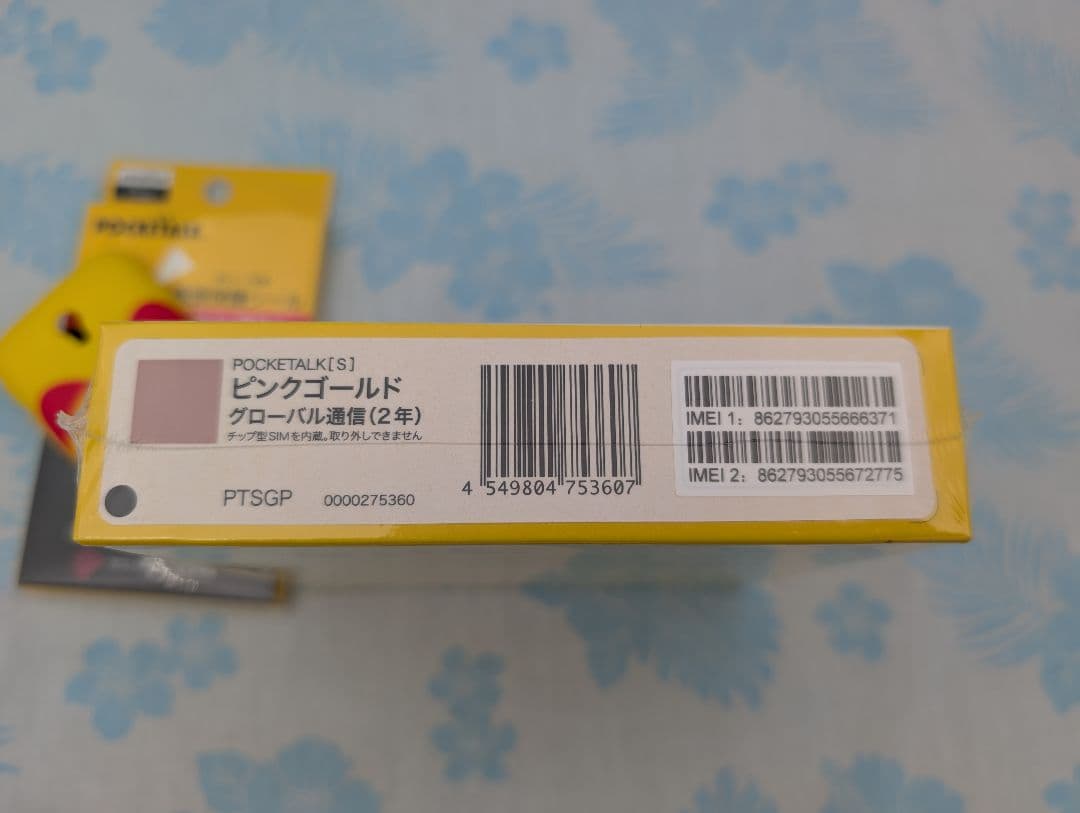 POCKETALK
POCKETALK[S]
ピンクゴールド
グローバル通信(2年)
チップ型SIMを内蔵。取り外しできません
PTSGP 0000275360
4 549804 753607
IMEI 1: 862793055666371
IMEI 2: 862793055672775